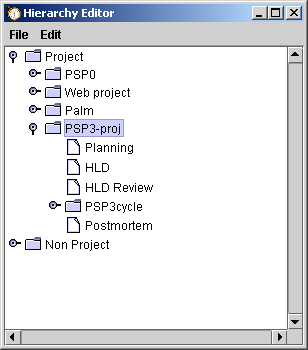 Hierarchy Editor
File Edit
Project
PSP0
Web project
Palm
PSP3-proj
Planning
HLD
HLD Review
PSP3cycle
Postmortem
Non Project